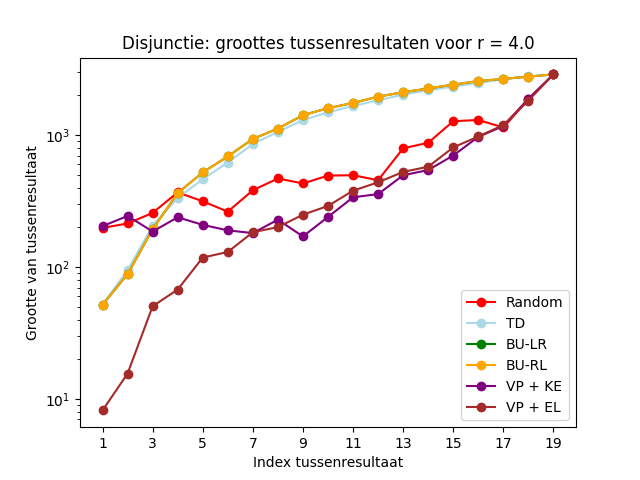 Disjunctie: groottes tussenresultaten voor r = 4.0
Grootte van tussenresultaat
10³
10²
10¹
1 3 5 7 9 11 13 15 17 19
Index tussenresultaat
Random
TD
BU-LR
BU-RL
VP + KE
VP + EL